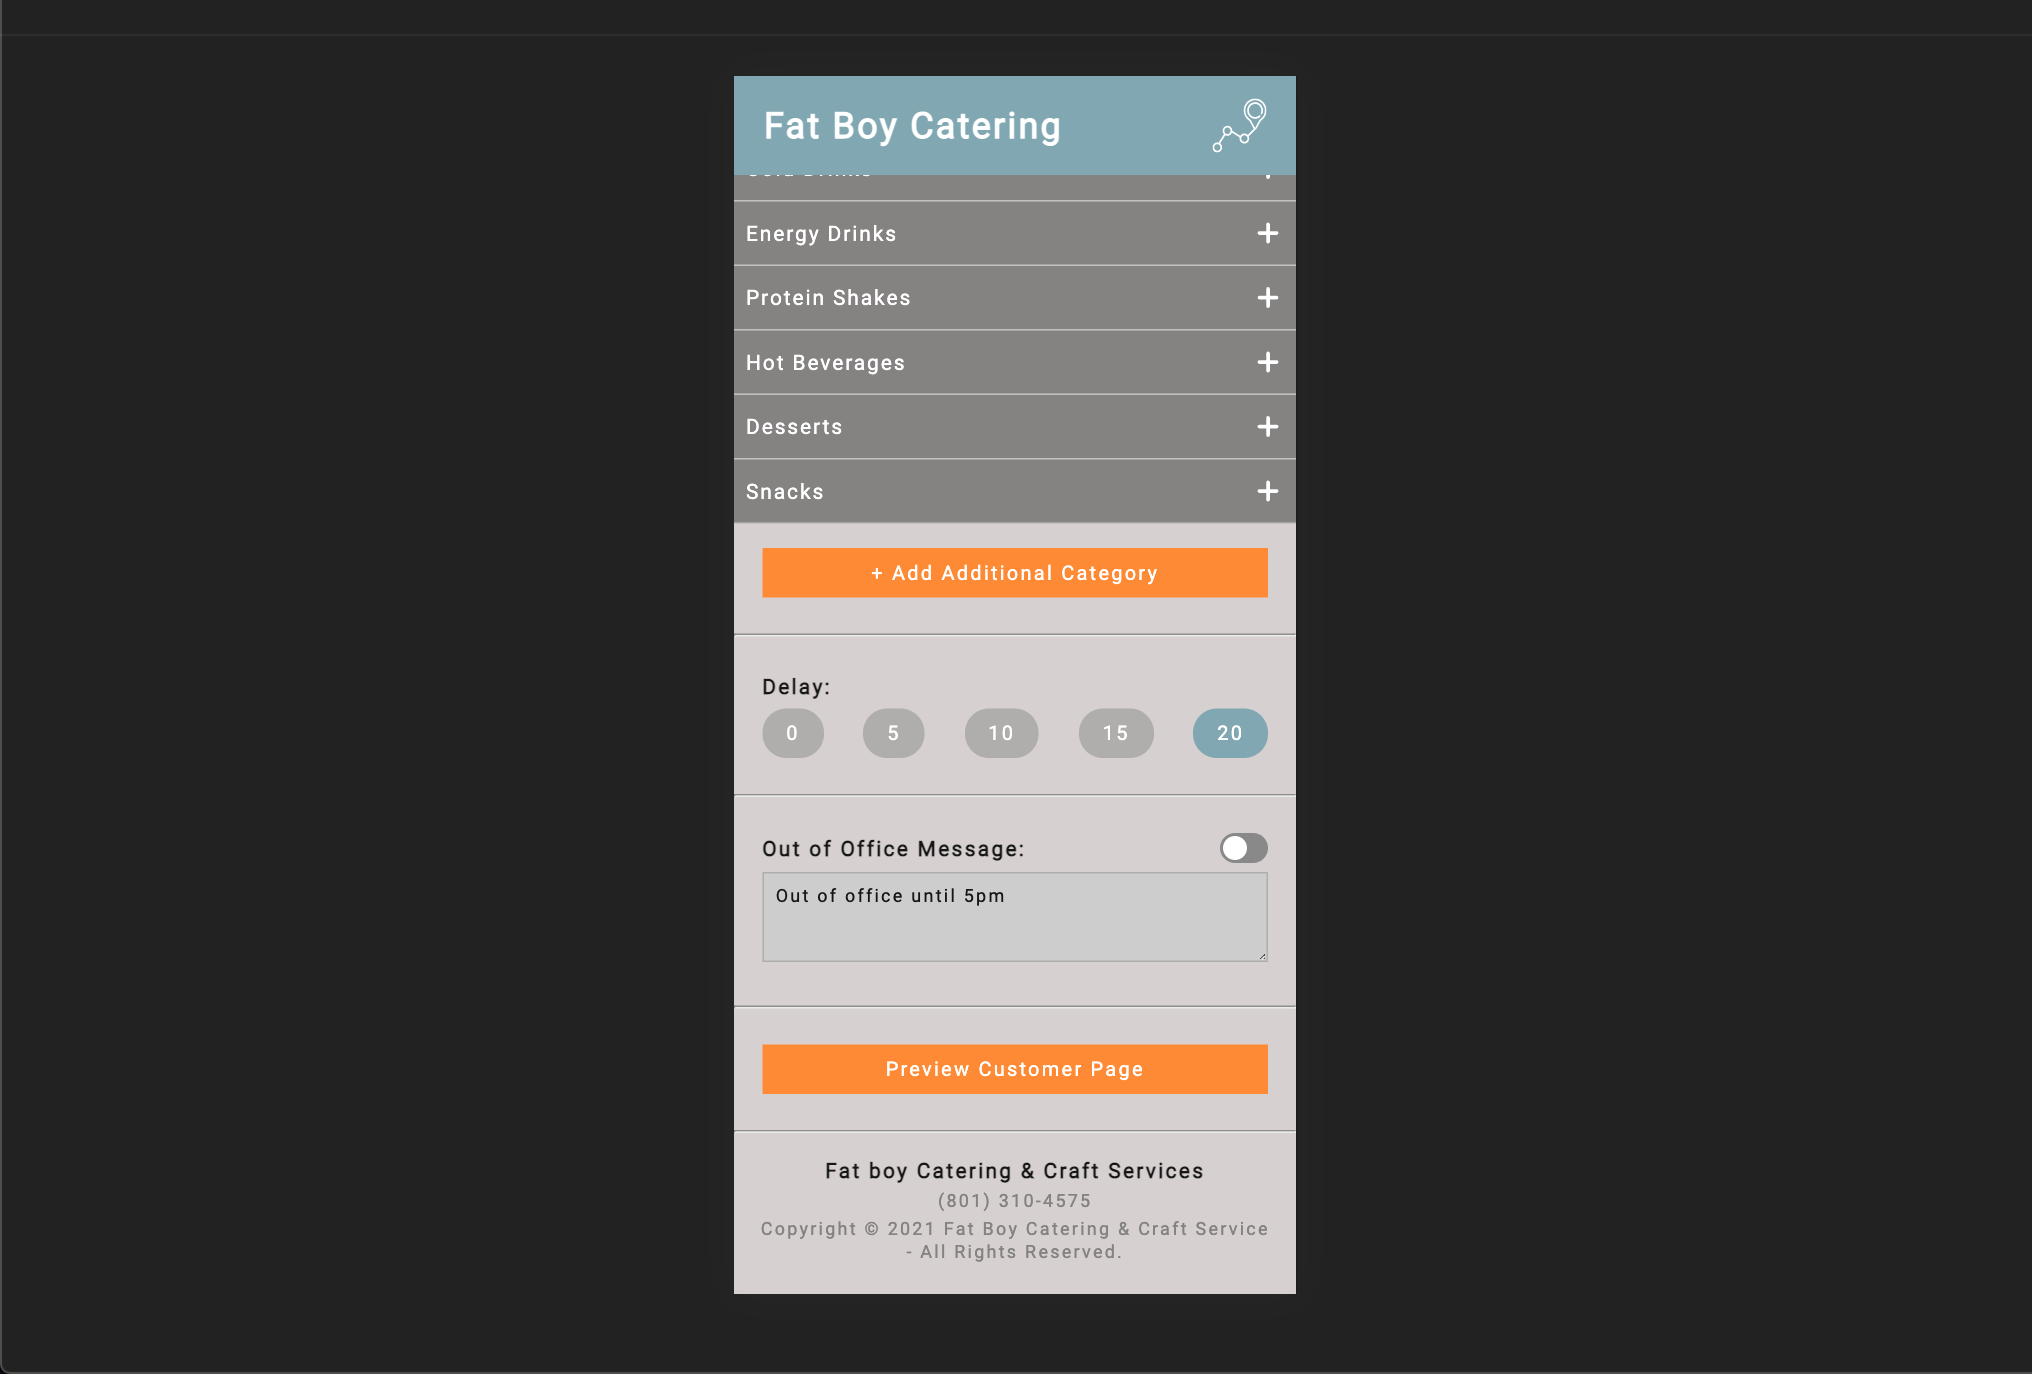 Fat Boy Catering
Energy Drinks
Protein Shakes
Hot Beverages
Desserts
Snacks
+ Add Additional Category
Delay:
0 5 10 15 20
Out of Office Message:
Out of office until 5pm
Preview Customer Page
Fat boy Catering & Craft Services
(801) 310-4575
Copyright © 2021 Fat Boy Catering & Craft Service
- All Rights Reserved.